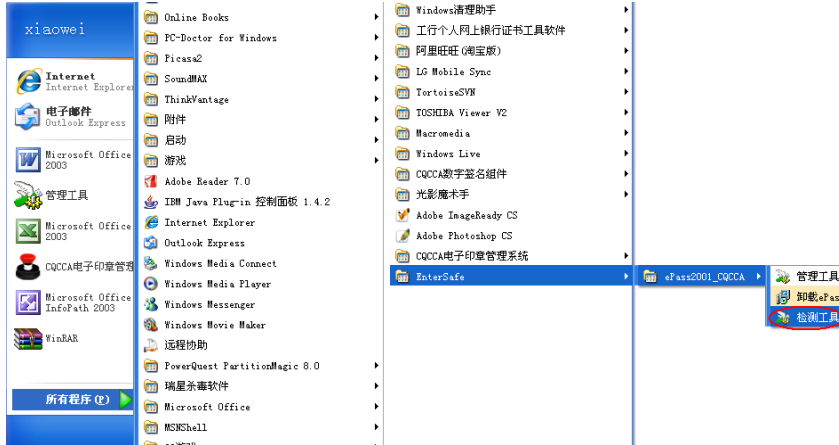 xiaowei
Internet
Internet Explorer
电子邮件
Outlook Express
Microsoft Office
2003
管理工具
Microsoft Office
2003
CQCCA电子印章管理
Microsoft Office
InfoPath 2003
WinRAR
所有程序(P)
Online Books
PC-Doctor for Windows
Picasa2
SoundMAX
ThinkVantage
附件
启动
游戏
Adobe Reader 7.0
IBM Java Plug-in 控制面板 1.4.2
Internet Explorer
Outlook Express
Windows Media Connect
Windows Media Player
Windows Messenger
Windows Movie Maker
远程协助
PowerQuest PartitionMagic 8.0
瑞星杀毒软件
Microsoft Office
MSNShell
Windows清理助手
工行个人网上银行证书工具软件
阿里旺旺(淘宝版)
LG Mobile Sync
TortoiseSVN
TOSHIBA Viewer V2
Macromedia
Windows Live
CQCCA数字签名组件
光影魔术手
Adobe ImageReady CS
Adobe Photoshop CS
CQCCA电子印章管理系统
EnterSafe
ePass2001_CQCCA
管理工具
卸载ePas
检测工具